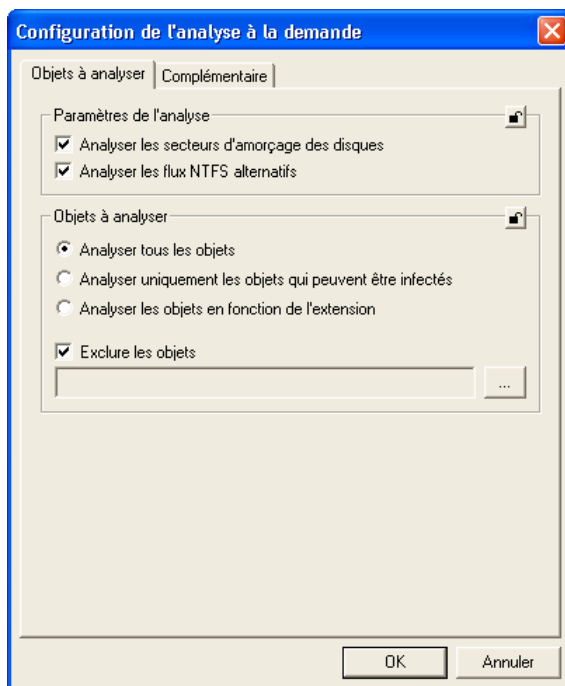 Configuration de l'analyse à la demande
Objets à analyser
Complémentaire
Paramètres de l'analyse
Analyser les secteurs d'amorçage des disques
Analyser les flux NTFS alternatifs
Objets à analyser
Analyser tous les objets
Analyser uniquement les objets qui peuvent être infectés
Analyser les objets en fonction de l'extension
Exclure les objets
...
OK
Annuler